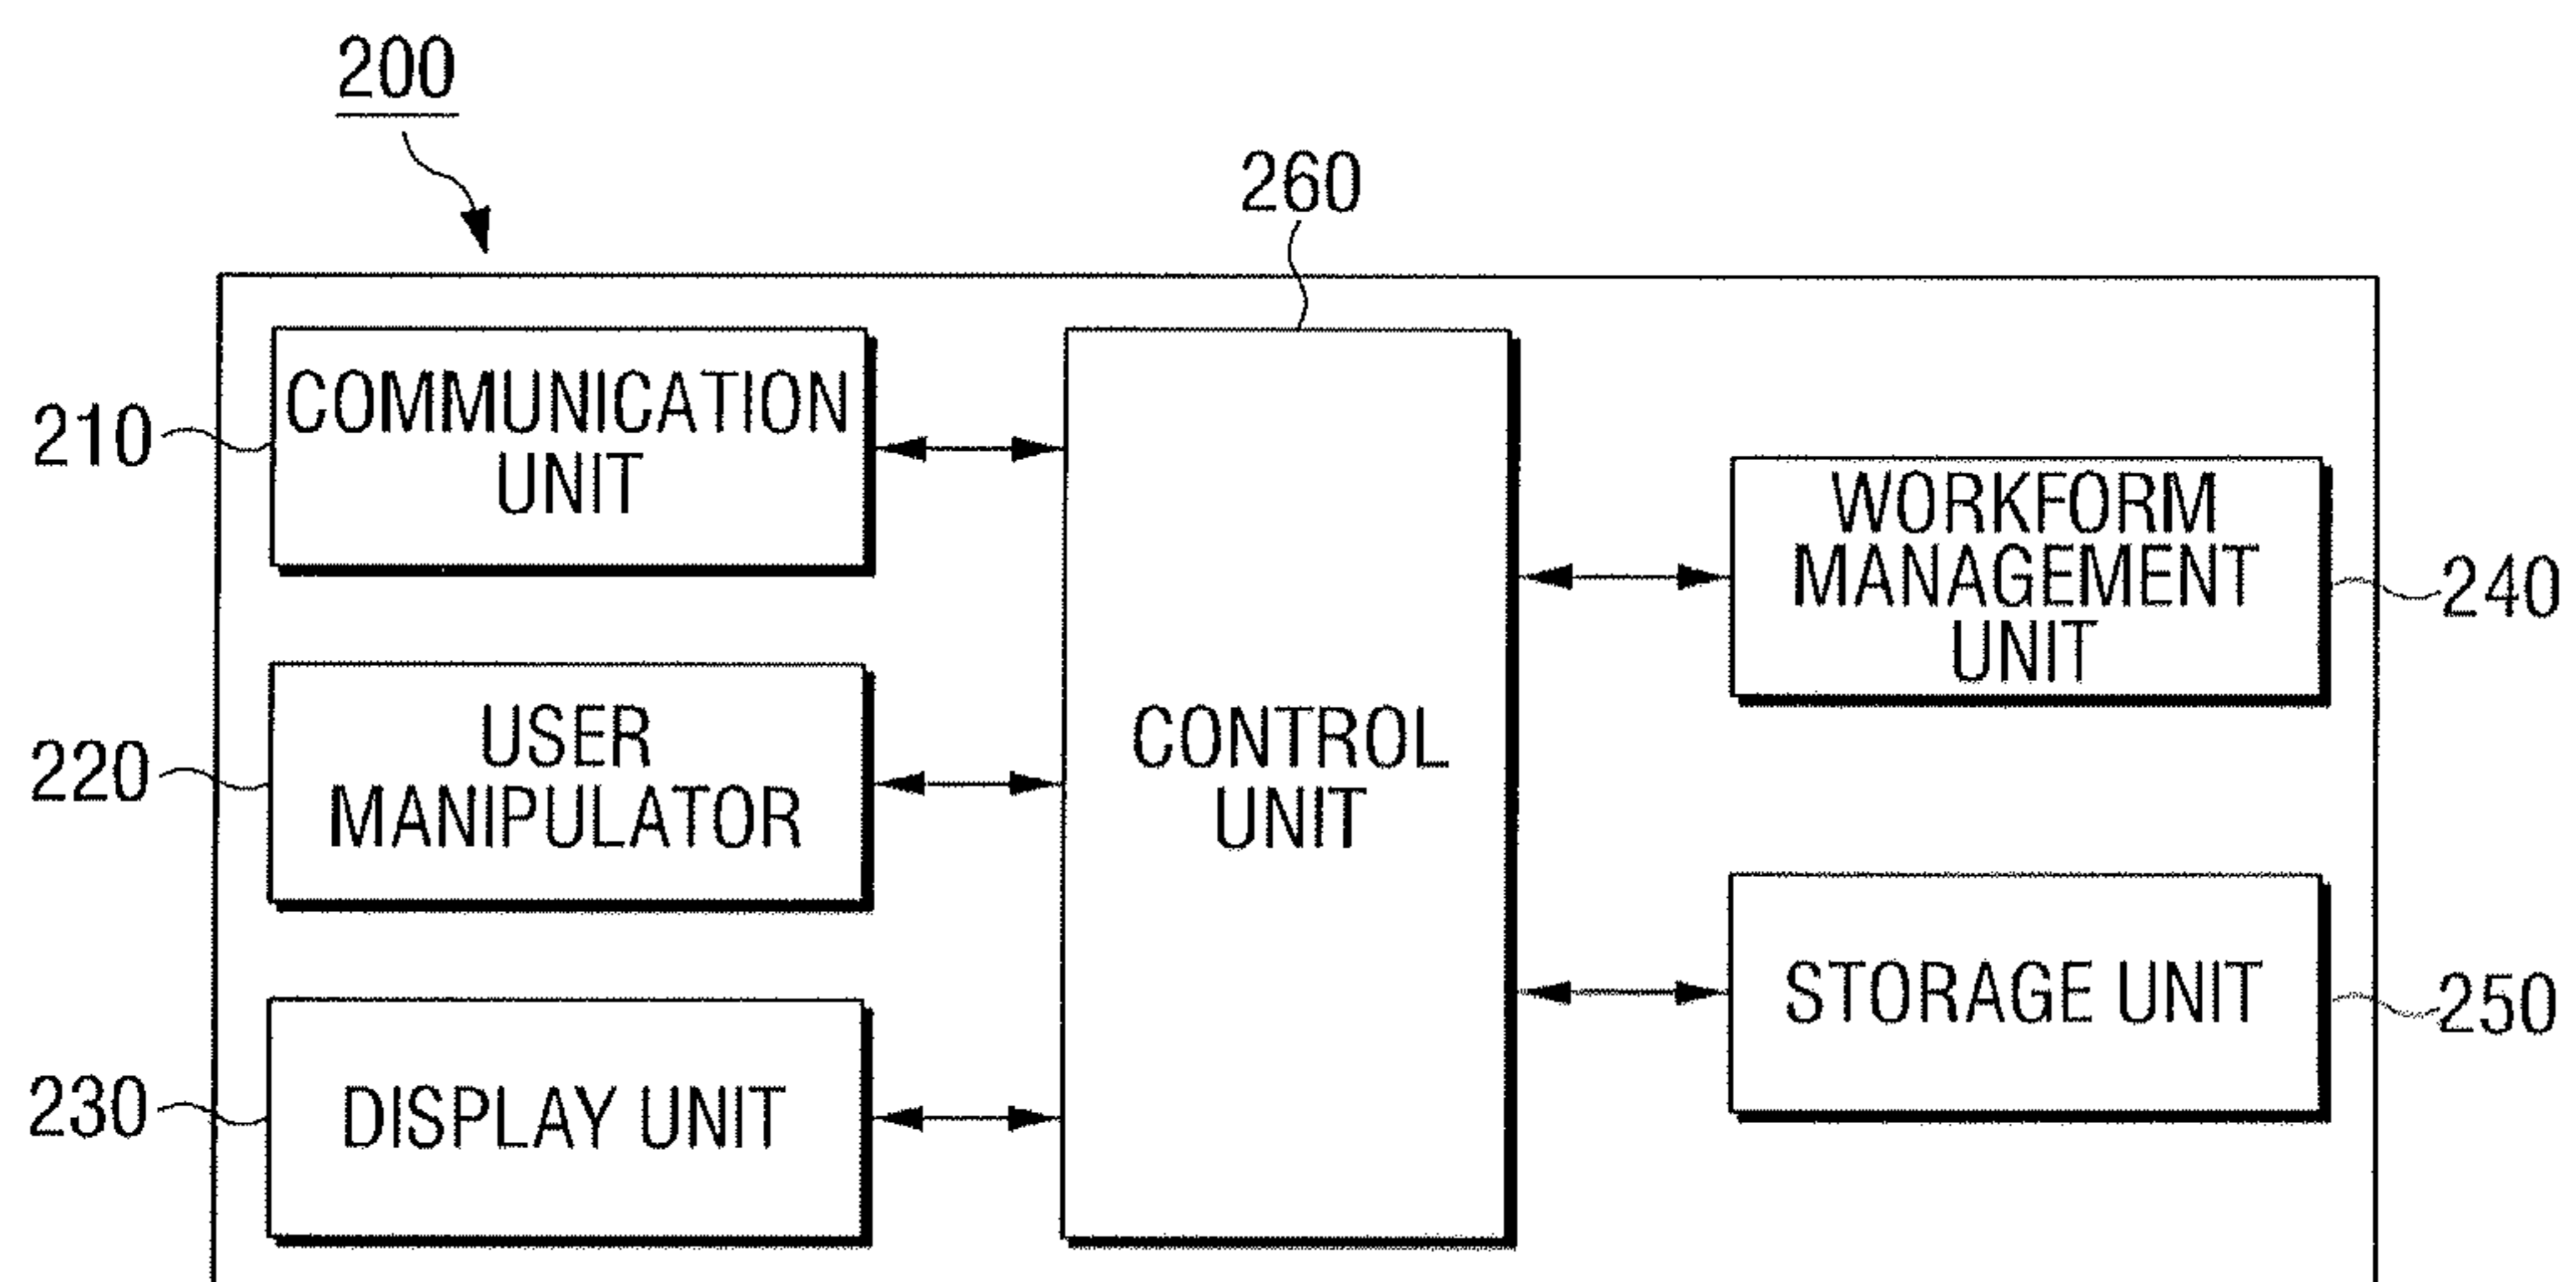 200
260
210
COMMUNICATION
UNIT
220
USER
MANIPULATOR
230
DISPLAY UNIT
CONTROL
UNIT
WORKFORM
MANAGEMENT
UNIT
240
STORAGE UNIT
250